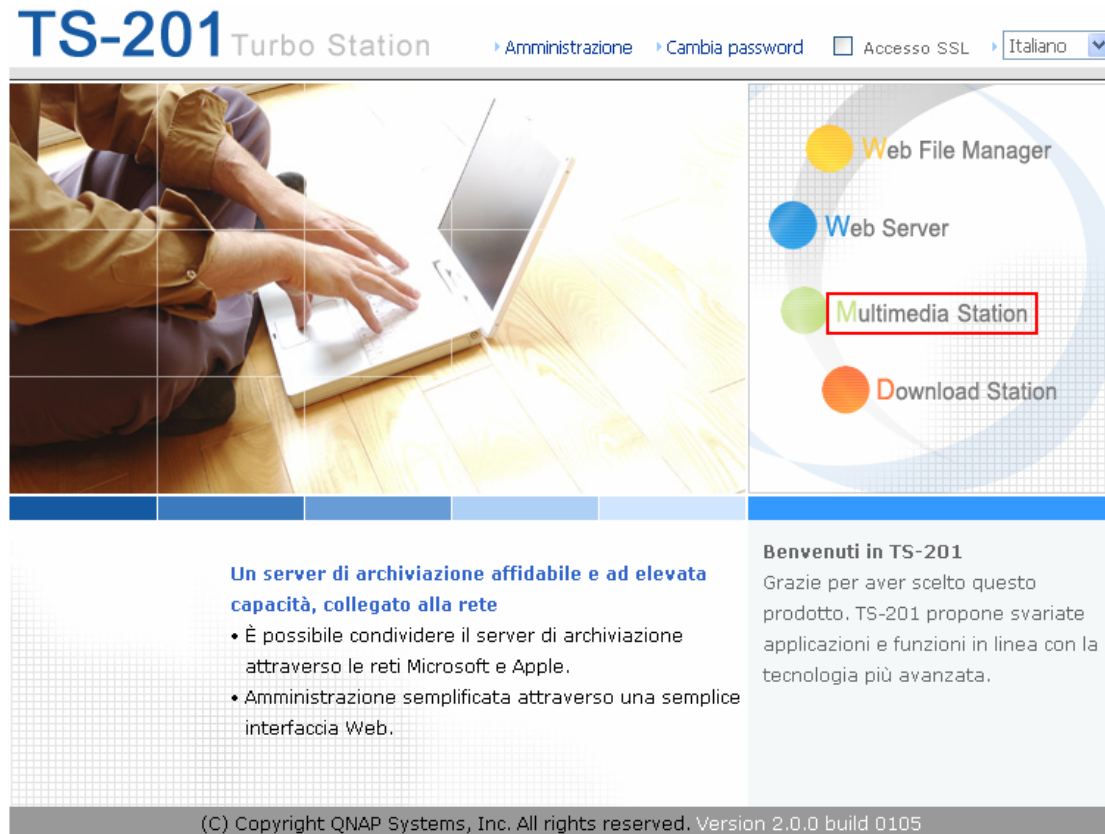 TS-201 Turbo Station
Amministrazione
Cambia password
Accesso SSL
Italiano
Web File Manager
Web Server
Multimedia Station
Download Station
Un server di archiviazione affidabile e ad elevata
capacità, collegato alla rete
• È possibile condividere il server di archiviazione
attraverso le reti Microsoft e Apple.
• Amministrazione semplificata attraverso una semplice
interfaccia Web.
Benvenuti in TS-201
Grazie per aver scelto questo
prodotto. TS-201 propone svariate
applicazioni e funzioni in linea con la
tecnologia più avanzata.
(C) Copyright QNAP Systems, Inc. All rights reserved. Version 2.0.0 build 0105